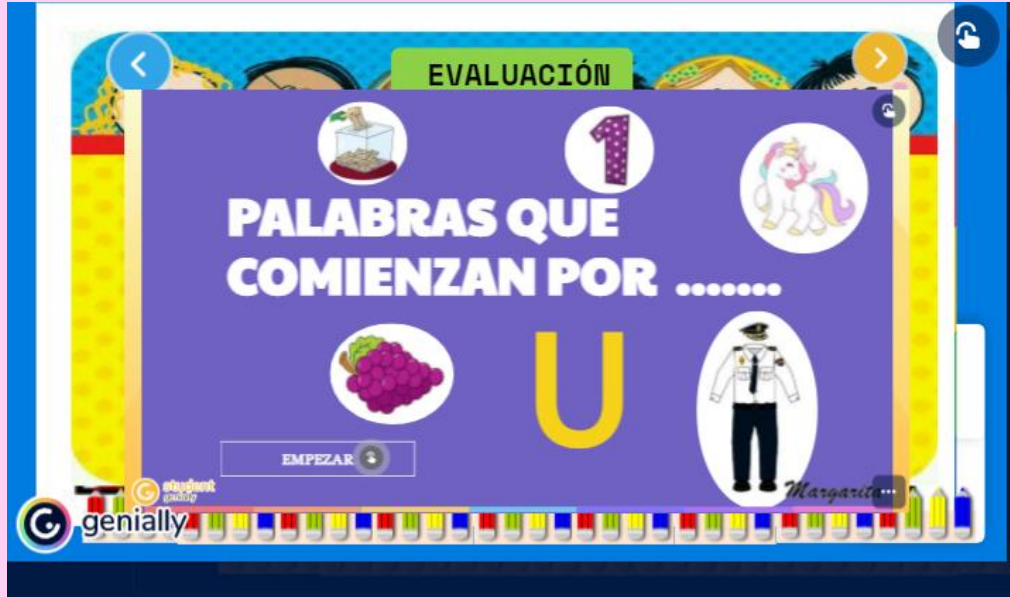 EVALUACIÓN
1
PALABRAS QUE
COMIENZAN POR .......
U
EMPEZAR
student
genially
Margarita
genially